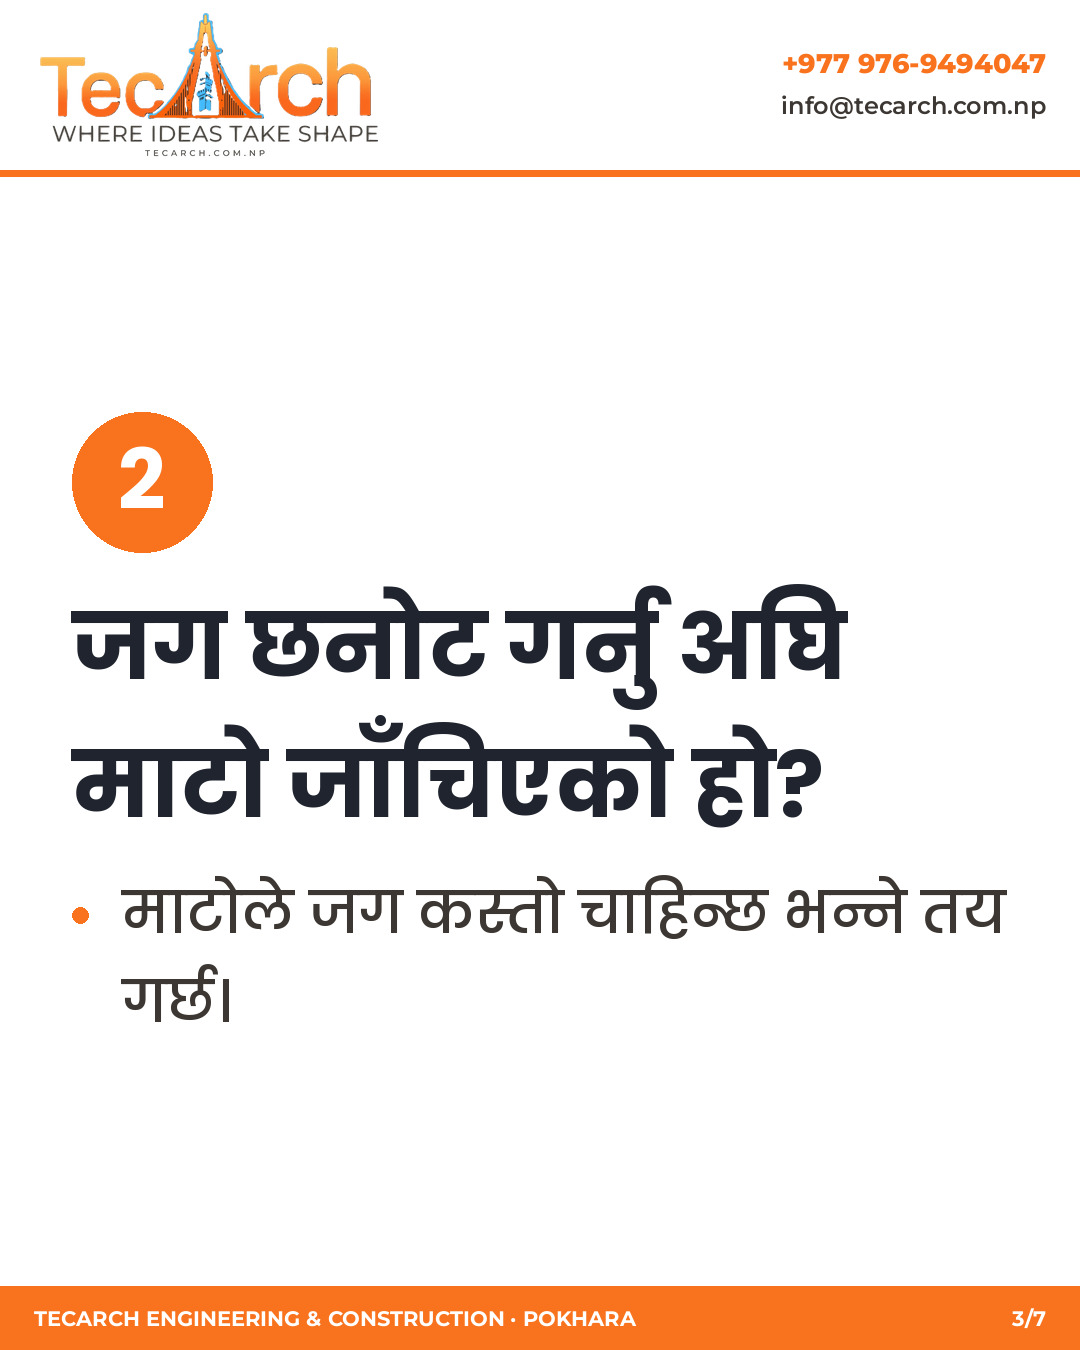 TecArch
WHERE IDEAS TAKE SHAPE
TECARCH.COM.NP
+977 976-9494047
info@tecarch.com.np
2
जग छनोट गर्नु अघि
माटो जाँचिएको हो?
• माटोले जग कस्तो चाहिन्छ भन्ने तय
गर्छ।
TECARCH ENGINEERING & CONSTRUCTION · POKHARA
3/7